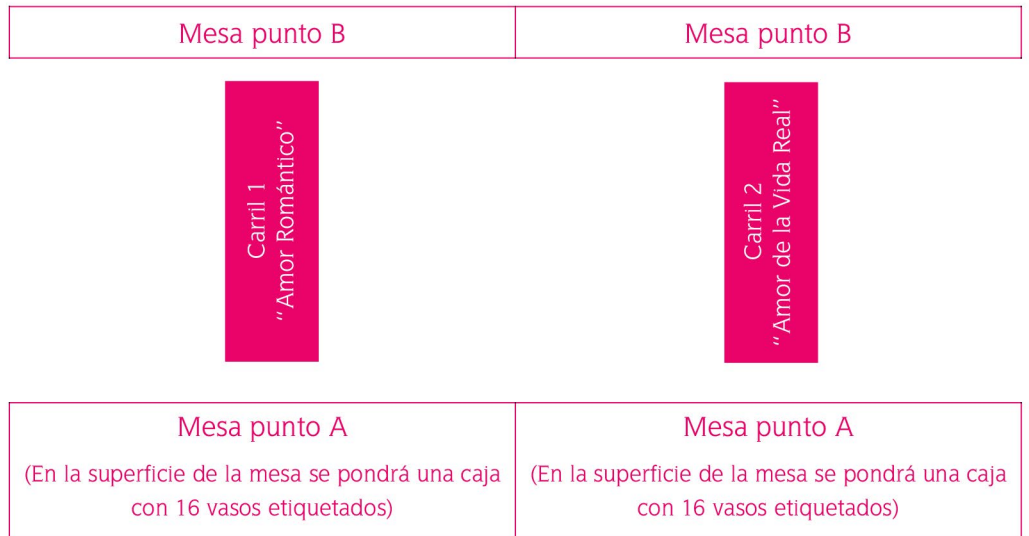 Mesa punto B
Mesa punto B
Carril 1
“Amor Romántico”
Carril 2
“Amor de la Vida Real”
Mesa punto A
(En la superficie de la mesa se pondrá una caja
con 16 vasos etiquetados)
Mesa punto A
(En la superficie de la mesa se pondrá una caja
con 16 vasos etiquetados)